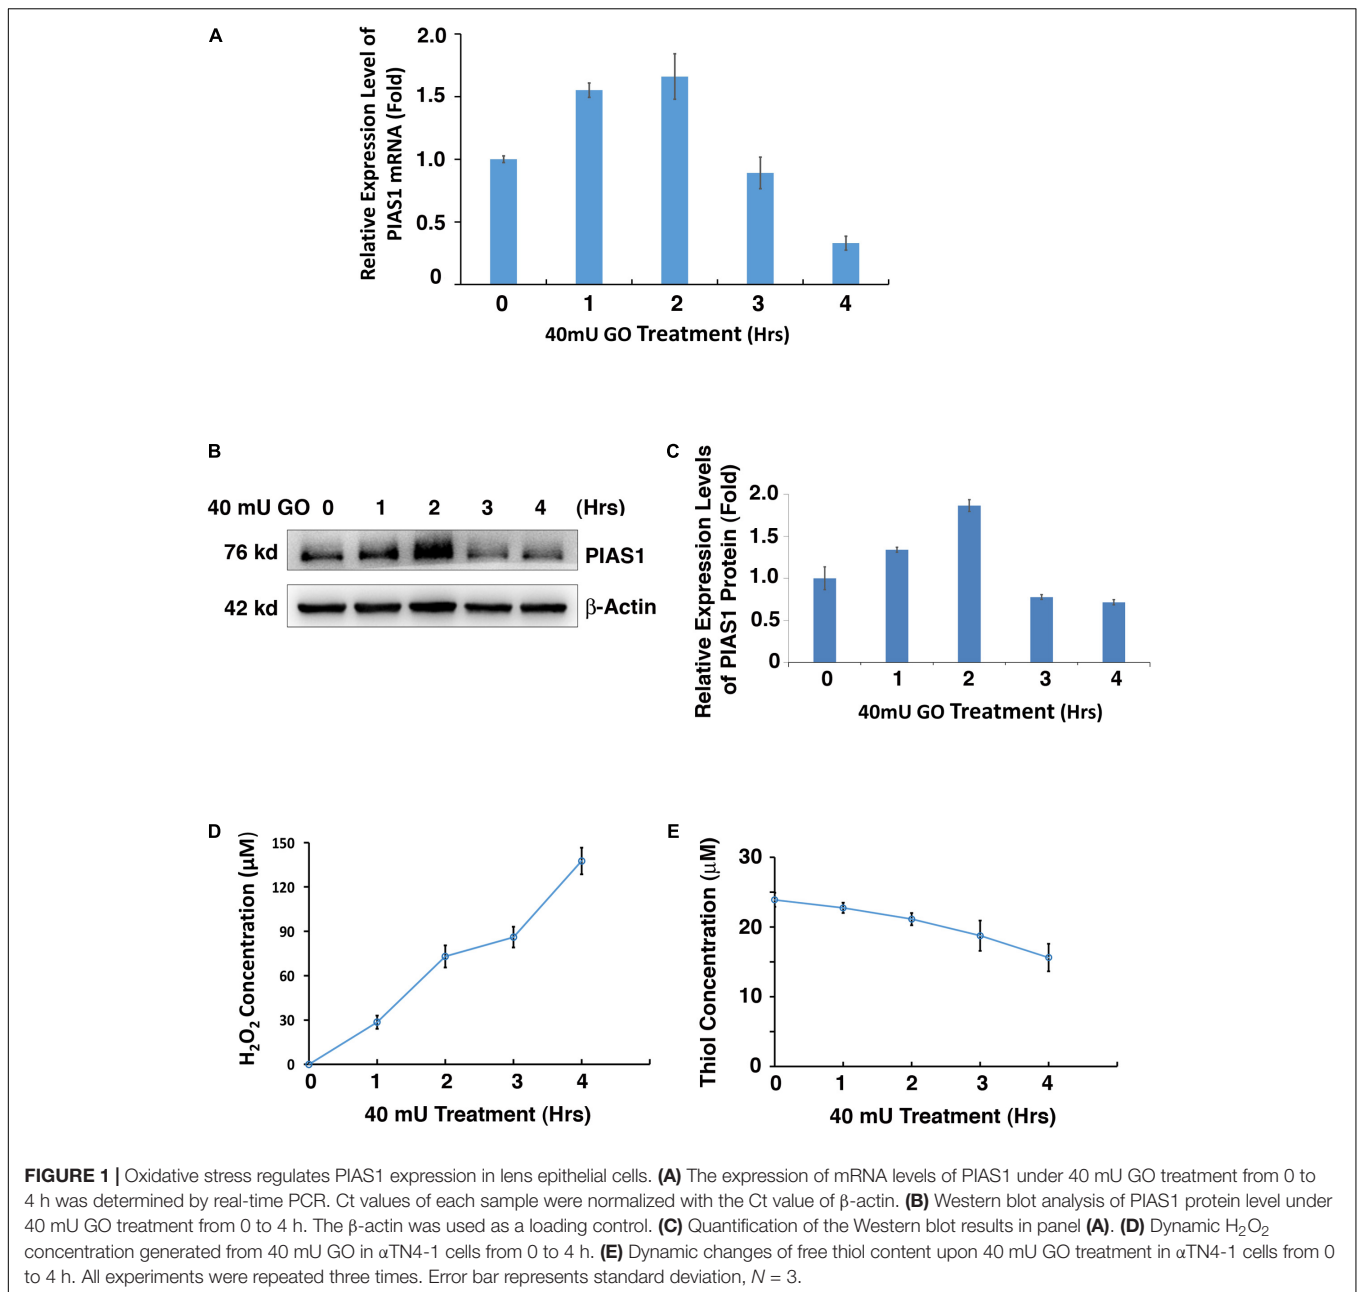 A
Relative Expression Level of
PIAS1 mRNA (Fold)
2.0
1.5
1.0
0.5
0
0 1 2 3 4
40mU GO Treatment (Hrs)
B
40 mU GO 0 1 2 3 4 (Hrs)
76 kd PIAS1
42 kd β-Actin
C
Relative Expression Levels
of PIAS1 Protein (Fold)
2.0
1.5
1.0
0.5
0
0 1 2 3 4
40mU GO Treatment (Hrs)
D
H₂O₂ Concentration (μM)
150
120
90
60
30
0
0 1 2 3 4
40 mU Treatment (Hrs)
E
Thiol Concentration (μM)
30
20
10
0
0 1 2 3 4
40 mU Treatment (Hrs)
FIGURE 1 | Oxidative stress regulates PIAS1 expression in lens epithelial cells. (A) The expression of mRNA levels of PIAS1 under 40 mU GO treatment from 0 to
4 h was determined by real-time PCR. Ct values of each sample were normalized with the Ct value of β-actin. (B) Western blot analysis of PIAS1 protein level under
40 mU GO treatment from 0 to 4 h. The β-actin was used as a loading control. (C) Quantification of the Western blot results in panel (A). (D) Dynamic H₂O₂
concentration generated from 40 mU GO in αTN4-1 cells from 0 to 4 h. (E) Dynamic changes of free thiol content upon 40 mU GO treatment in αTN4-1 cells from 0
to 4 h. All experiments were repeated three times. Error bar represents standard deviation, N = 3.